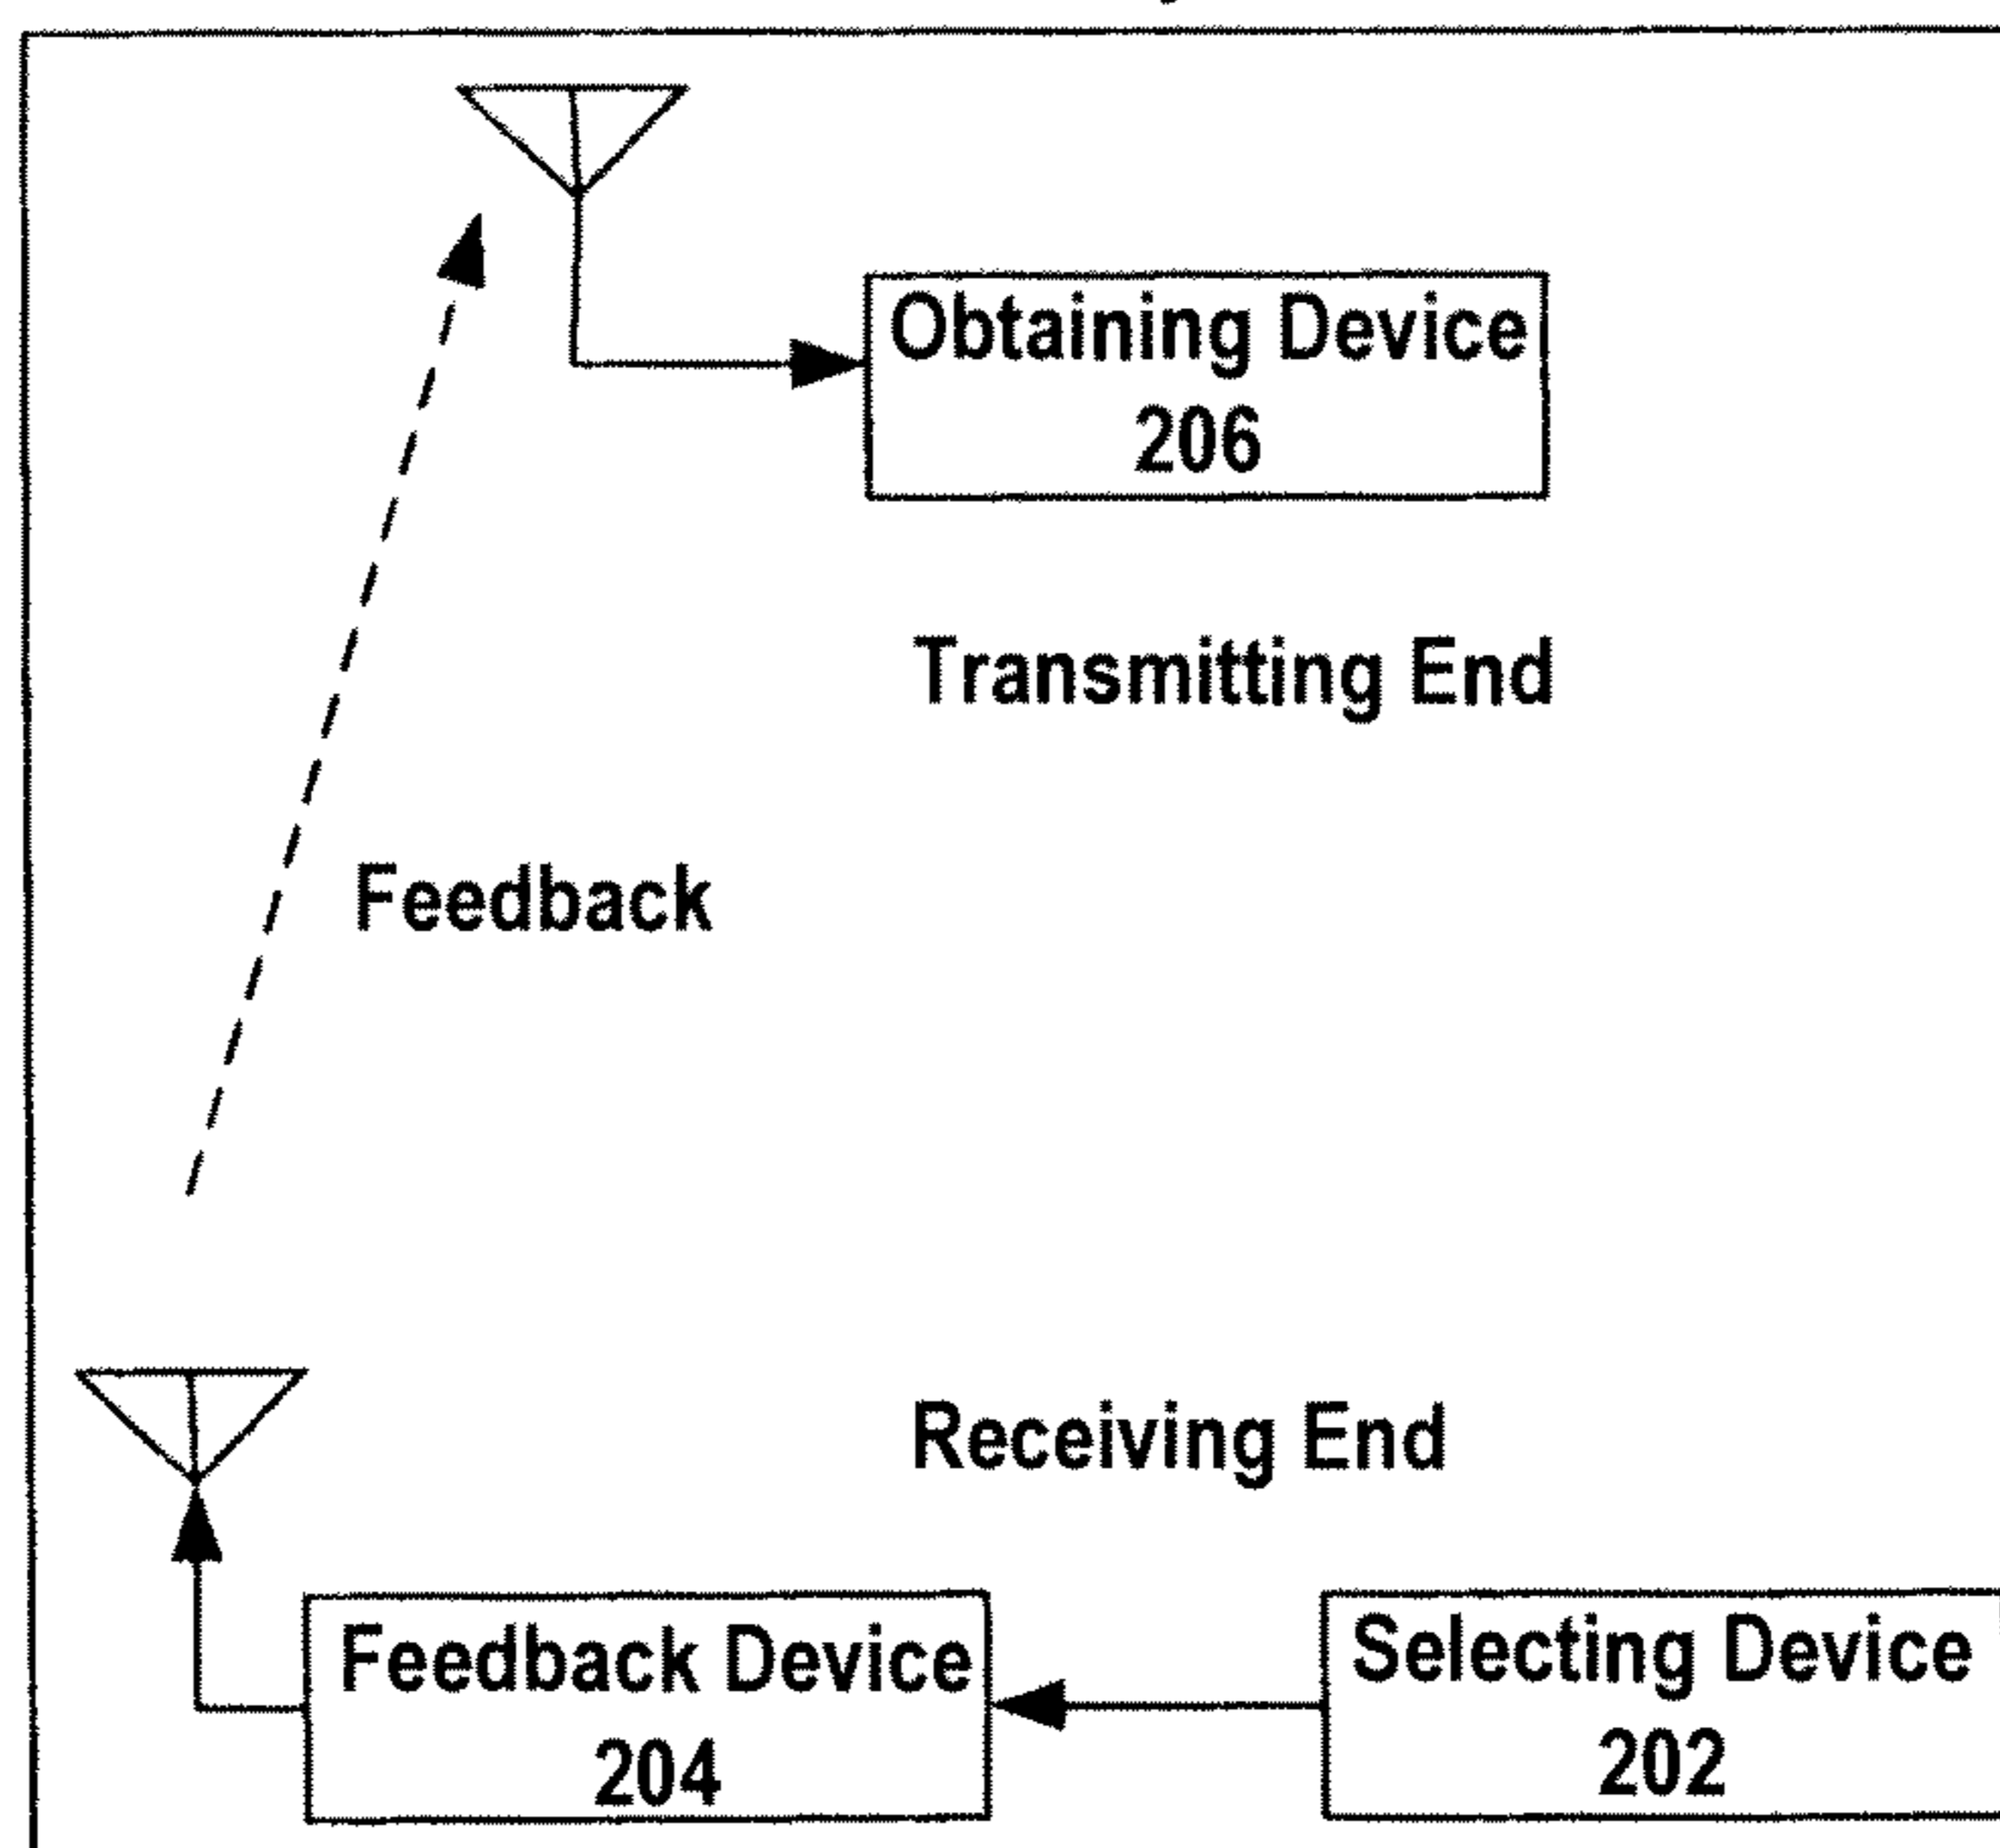 Obtaining Device
206
Transmitting End
Feedback
Receiving End
Feedback Device
204
Selecting Device
202